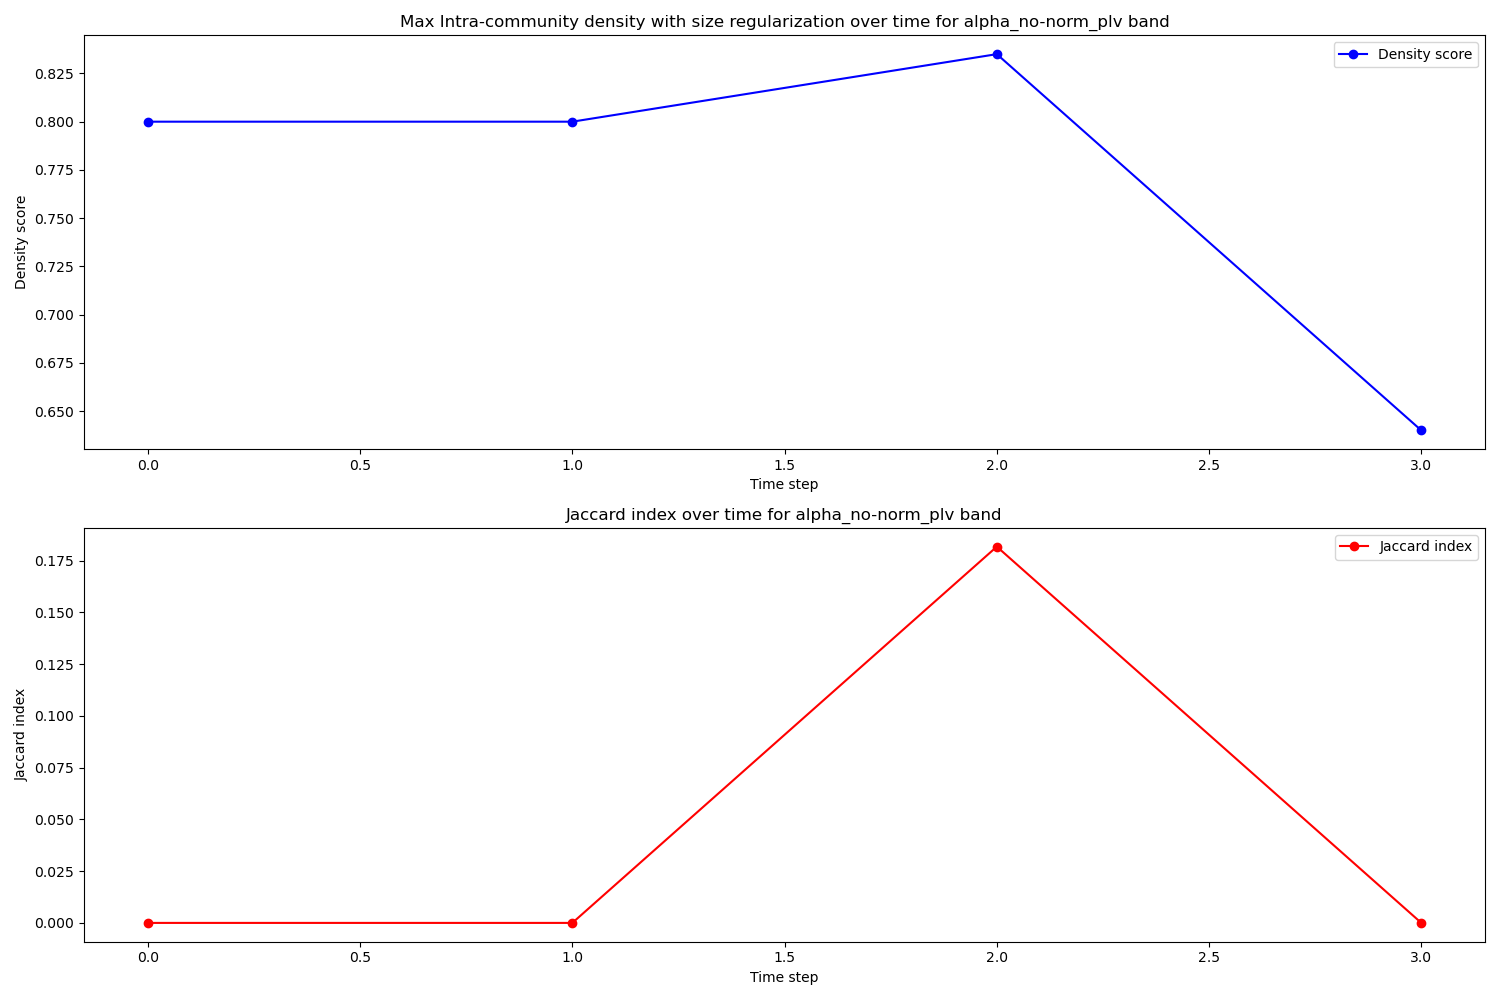 Max Intra-community density with size regularization over time for alpha_no-norm_plv band
Density score
0.825
0.800
0.775
0.750
0.725
0.700
0.675
0.650
Density score
0.0 0.5 1.0 1.5 2.0 2.5 3.0
Time step
Jaccard index over time for alpha_no-norm_plv band
Jaccard index
0.175
0.150
0.125
0.100
0.075
0.050
0.025
0.000
Jaccard index
0.0 0.5 1.0 1.5 2.0 2.5 3.0
Time step